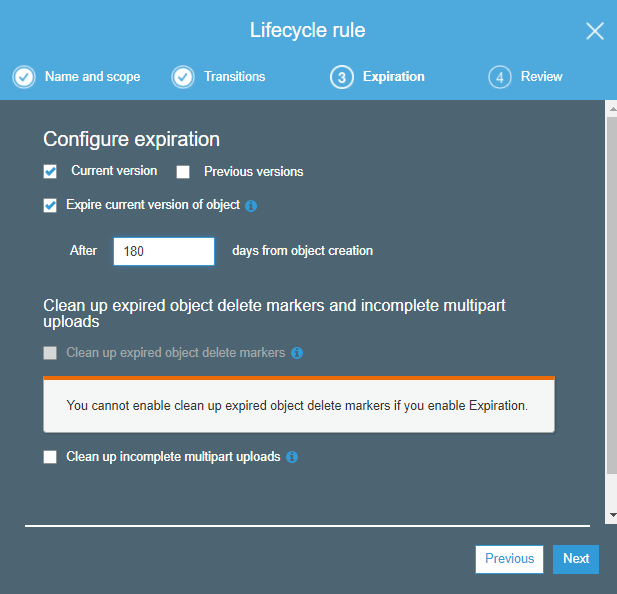 Lifecycle rule
Name and scope
Transitions
3 Expiration
4 Review
Configure expiration
Current version Previous versions
Expire current version of object
After 180 days from object creation
Clean up expired object delete markers and incomplete multipart
uploads
Clean up expired object delete markers
You cannot enable clean up expired object delete markers if you enable Expiration.
Clean up incomplete multipart uploads
Previous Next